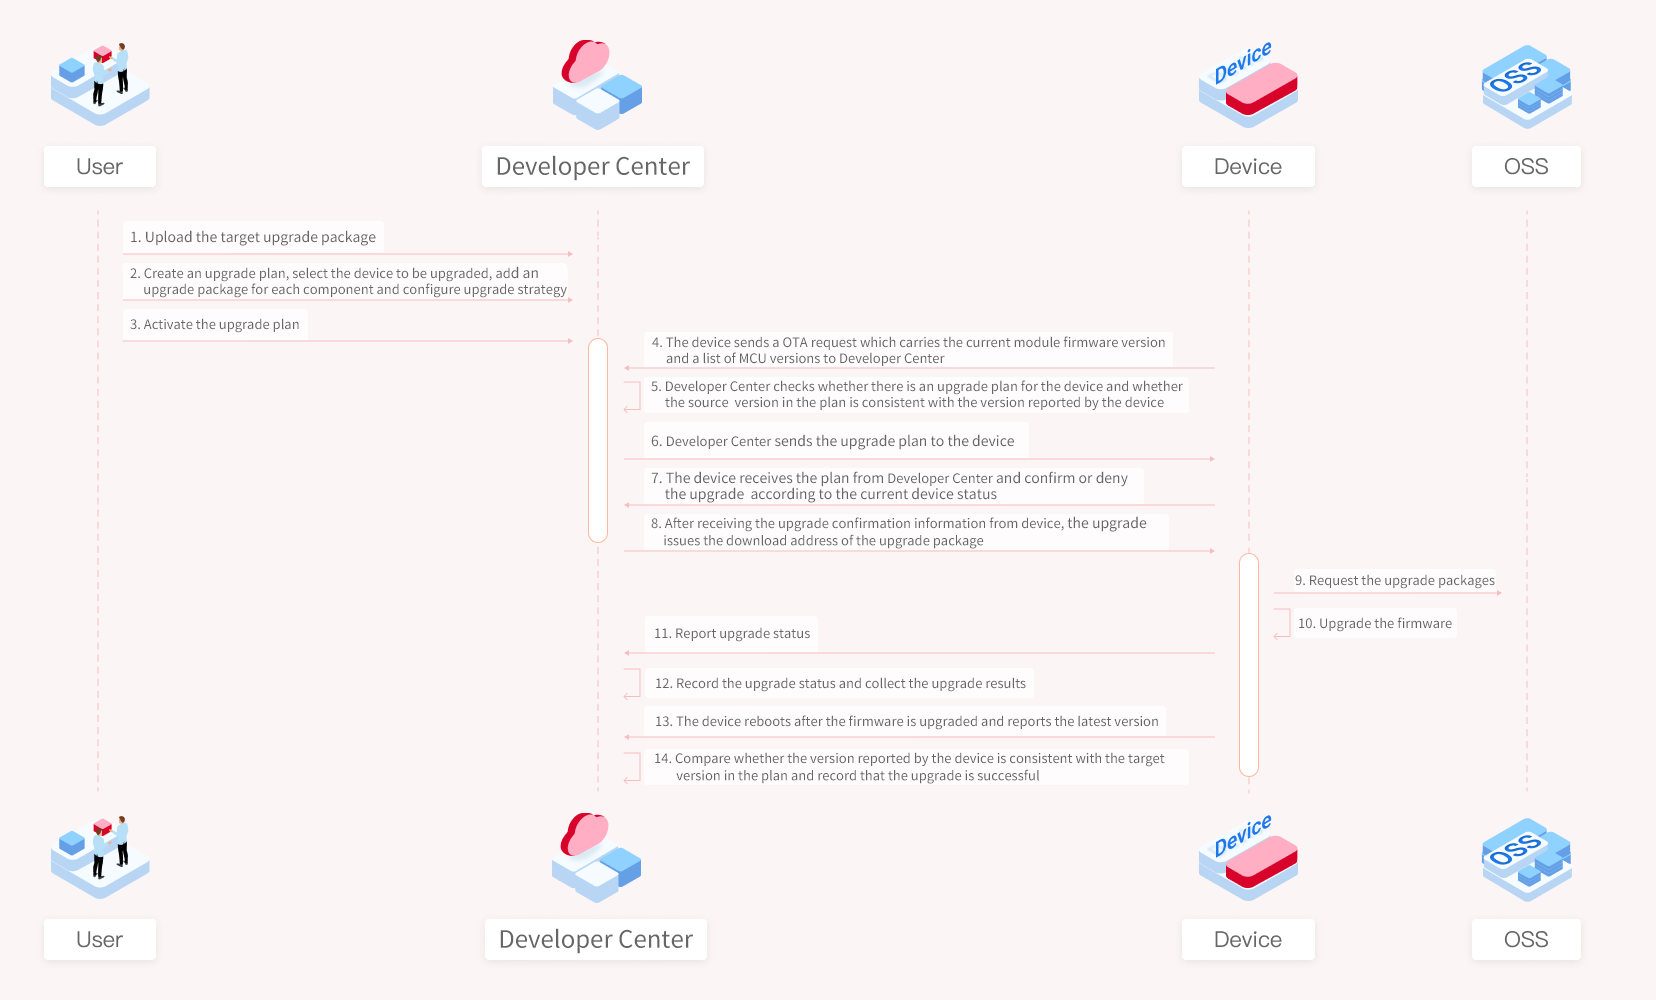 Device
OSS
User
Developer Center
Device
OSS
1. Upload the target upgrade package
2. Create an upgrade plan, select the device to be upgraded, add an
upgrade package for each component and configure upgrade strategy
3. Activate the upgrade plan
4. The device sends a OTA request which carries the current module firmware version
and a list of MCU versions to Developer Center
5. Developer Center checks whether there is an upgrade plan for the device and whether
the source version in the plan is consistent with the version reported by the device
6. Developer Center sends the upgrade plan to the device
7. The device receives the plan from Developer Center and confirm or deny
the upgrade according to the current device status
8. After receiving the upgrade confirmation information from device, the upgrade
issues the download address of the upgrade package
9. Request the upgrade packages
10. Upgrade the firmware
11. Report upgrade status
12. Record the upgrade status and collect the upgrade results
13. The device reboots after the firmware is upgraded and reports the latest version
14. Compare whether the version reported by the device is consistent with the target
version in the plan and record that the upgrade is successful
Device
OSS
User
Developer Center
Device
OSS